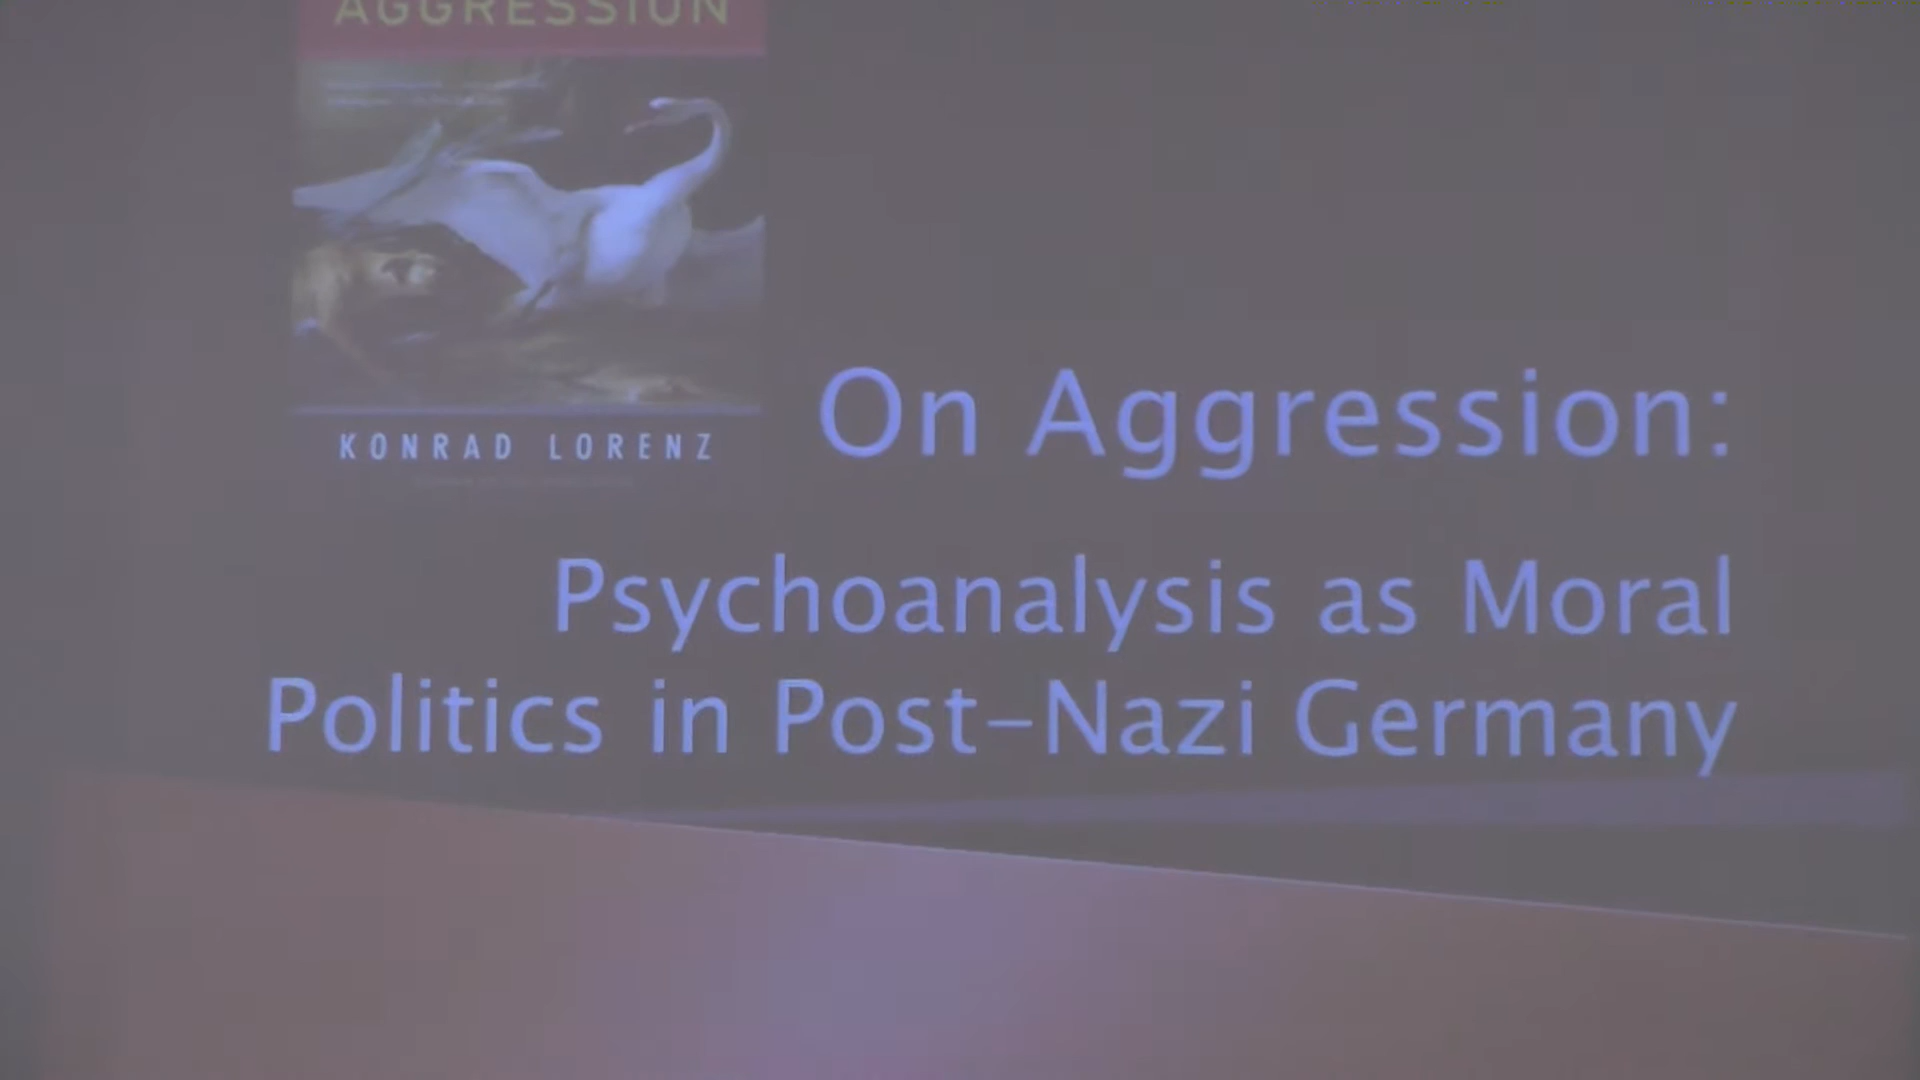 AGGRESSION
KONRAD LORENZ
On Aggression:
Psychoanalysis as Moral
Politics in Post-Nazi Germany